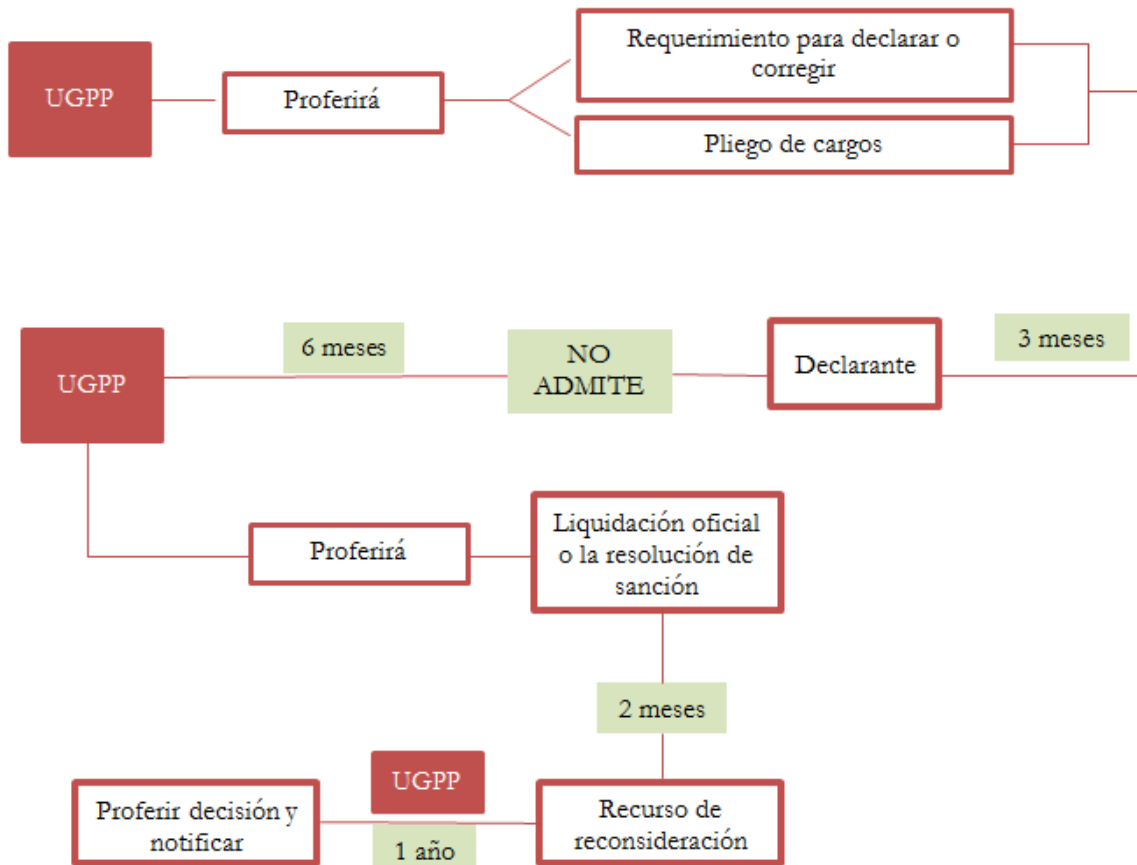 UGPP
Proferirá
Requerimiento para declarar o
corregir
Pliego de cargos
UGPP
6 meses
NO
ADMITE
Declarante
3 meses
Proferirá
Liquidación oficial
o la resolución de
sanción
2 meses
Proferir decisión y
notificar
UGPP
1 año
Recurso de
reconsideración